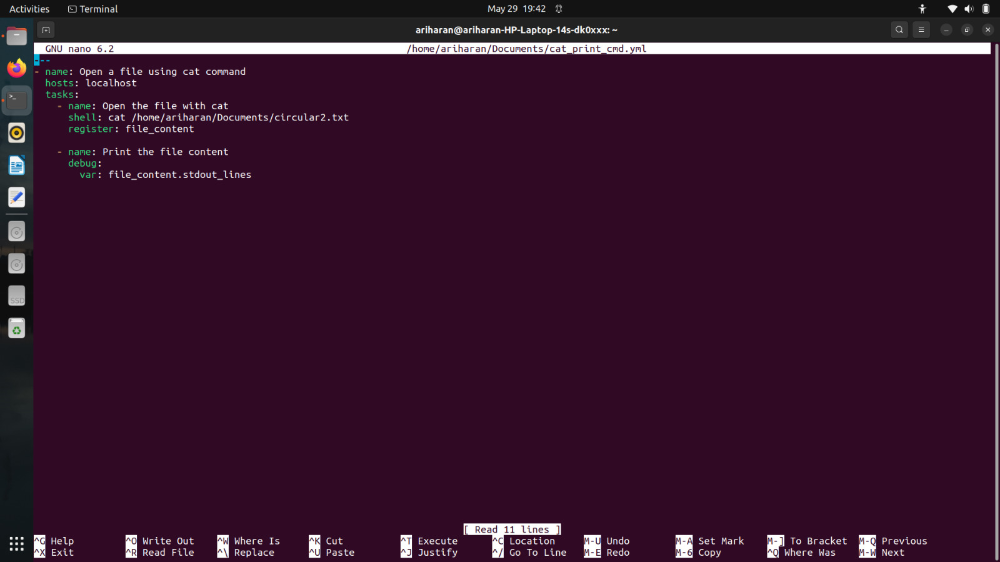 Activities Terminal May 29 19:42
ariharan@ariharan-HP-Laptop-14s-dk0xxx: ~
GNU nano 6.2 /home/ariharan/Documents/cat_print_cmd.yml
---
- name: Open a file using cat command
  hosts: localhost
  tasks:
    - name: Open the file with cat
      shell: cat /home/ariharan/Documents/circular2.txt
      register: file_content
    - name: Print the file content
      debug:
        var: file_content.stdout_lines
SSD
[ Read 11 lines ]
^G Help ^O Write Out ^W Where Is ^K Cut ^T Execute ^C Location M-U Undo M-A Set Mark M-] To Bracket M-Q Previous
^X Exit ^R Read File ^\ Replace ^U Paste ^J Justify ^/ Go To Line M-E Redo M-6 Copy ^Q Where Was M-W Next